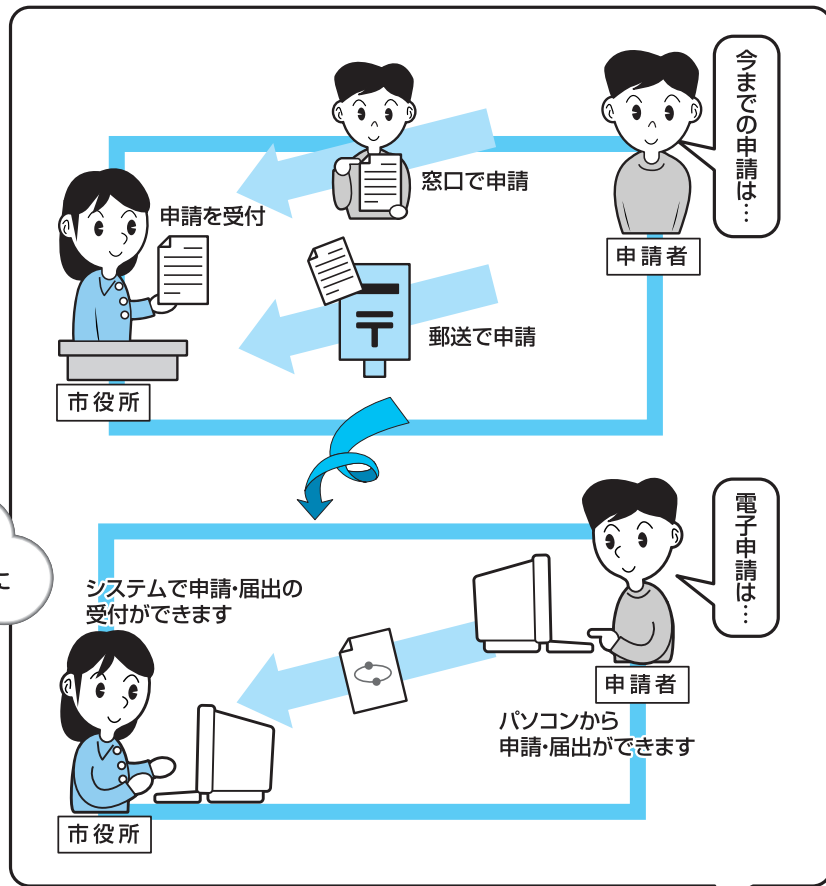 今までの申請は…
申請者
窓口で申請
申請を受付
郵送で申請
市役所
電子申請は…
申請者
パソコンから
申請・届出ができます
システムで申請・届出の
受付ができます
市役所